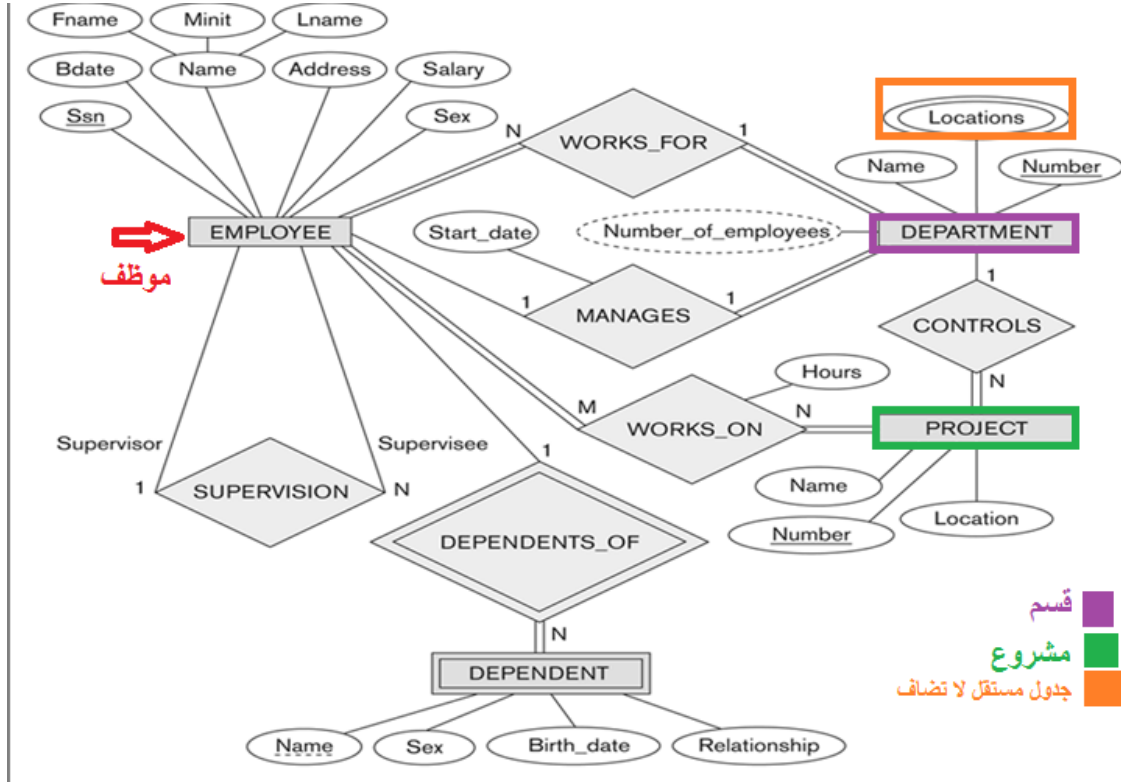 Fname Minit Lname
Bdate Name Address Salary
Ssn Sex
N WORKS_FOR 1
Locations
Name Number
EMPLOYEE
موظف
Start_date Number_of_employees DEPARTMENT
1 MANAGES 1
1
CONTROLS
N
Hours
M WORKS_ON N
PROJECT
Name
Number Location
Supervisor Supervisee
1 SUPERVISION N
1
DEPENDENTS_OF
N
DEPENDENT
Name Sex Birth_date Relationship
قسم
مشروع
جدول مستقل لا تضاف